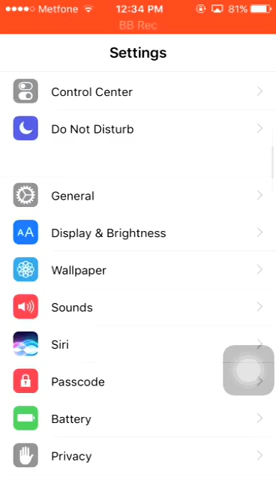 Metfone 12:34 PM 81%
BB Rec
Settings
Control Center
Do Not Disturb
General
AA Display & Brightness
Wallpaper
Sounds
Siri
Passcode
Battery
Privacy